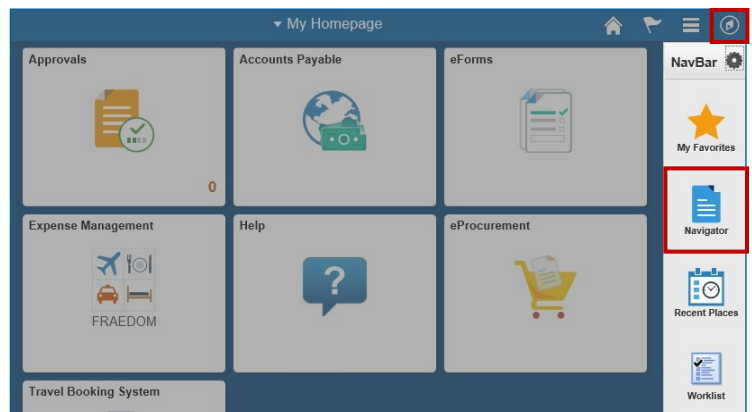 My Homepage
NavBar
Approvals
Accounts Payable
eForms
0
Expense Management
FRAEDOM
Help
?
eProcurement
Travel Booking System
My Favorites
Navigator
Recent Places
Worklist